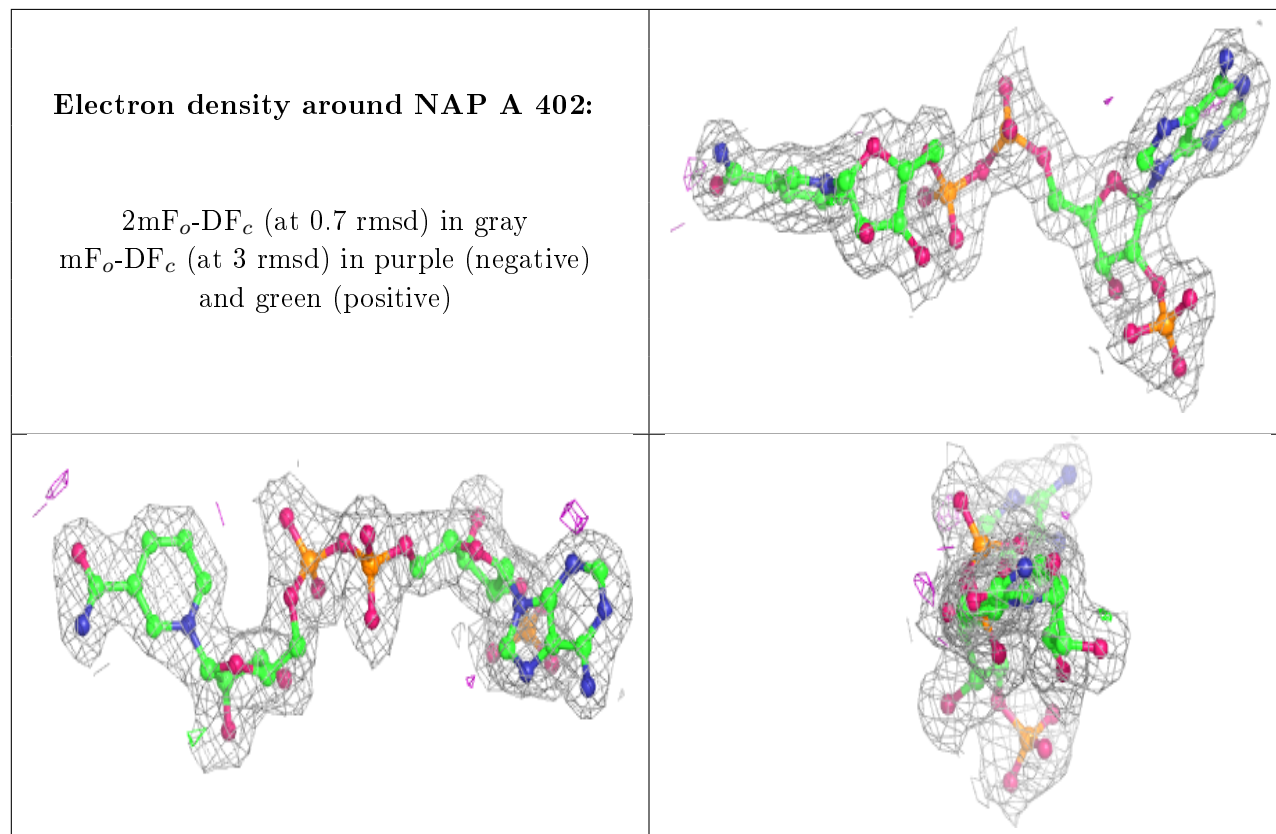 Electron density around NAP A 402:
2mFo-DFc (at 0.7 rmsd) in gray
mFo-DFc (at 3 rmsd) in purple (negative)
and green (positive)